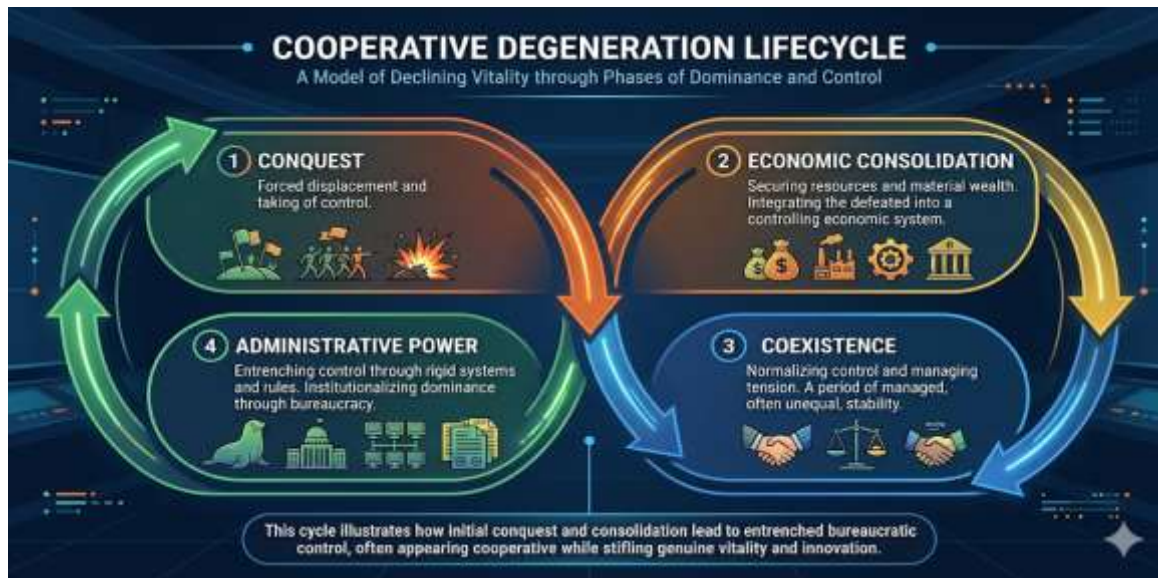 COOPERATIVE DEGENERATION LIFECYCLE
A Model of Declining Vitality through Phases of Dominance and Control
1 CONQUEST
Forced displacement and
taking of control.
2 ECONOMIC CONSOLIDATION
Securing resources and material wealth.
Integrating the defeated into a
controlling economic system.
$ $
3 COEXISTENCE
Normalizing control and managing
tension. A period of managed,
often unequal, stability.
4 ADMINISTRATIVE POWER
Entrenching control through rigid systems
and rules. Institutionalizing dominance
through bureaucracy.
This cycle illustrates how initial conquest and consolidation lead to entrenched bureaucratic
control, often appearing cooperative while stifling genuine vitality and innovation.